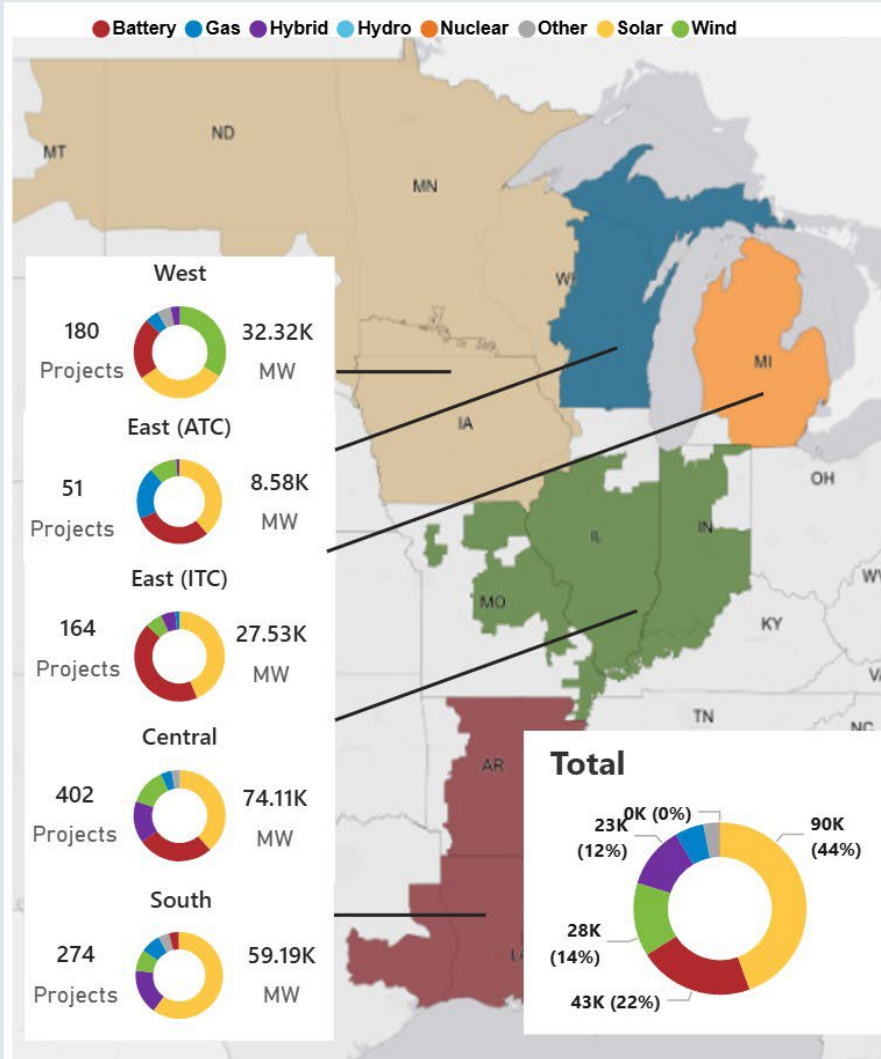 Battery Gas Hybrid Hydro Nuclear Other Solar Wind
ND
MT
MN
WI
MI
IA
OH
IL
IN
MO
KY
TN
AR
West
180
Projects
32.32K
MW
East (ATC)
51
Projects
8.58K
MW
East (ITC)
164
Projects
27.53K
MW
Central
402
Projects
74.11K
MW
South
274
Projects
59.19K
MW
Total
0K (0%)
23K
(12%)
90K
(44%)
28K
(14%)
43K (22%)